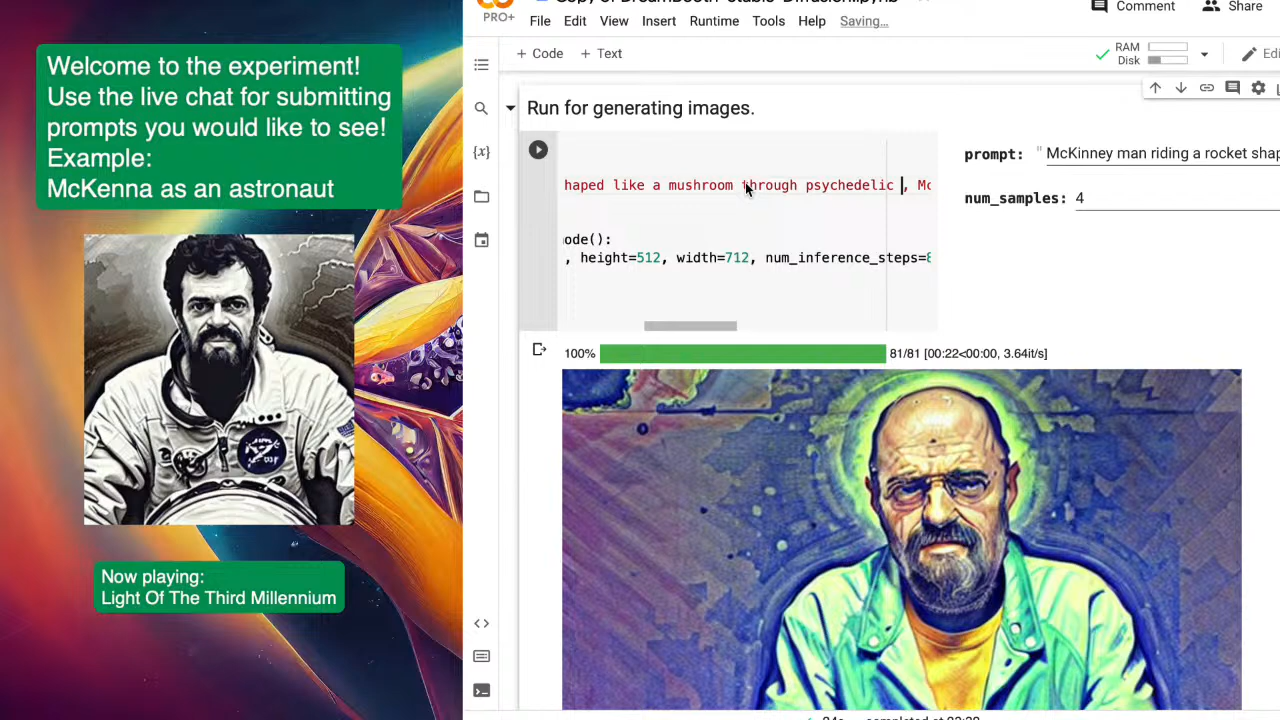 Welcome to the experiment!
Use the live chat for submitting
prompts you would like to see!
Example:
McKenna as an astronaut
Now playing:
Light Of The Third Millennium
PRO+
File Edit View Insert Runtime Tools Help Saving...
Comment Share
+ Code + Text
RAM
Disk
Run for generating images.
{x}
haped like a mushroom through psychedelic , Mc
ode():
, height=512, width=712, num_inference_steps=8
prompt: " McKinney man riding a rocket shap
num_samples: 4
100% 81/81 [00:22<00:00, 3.64it/s]